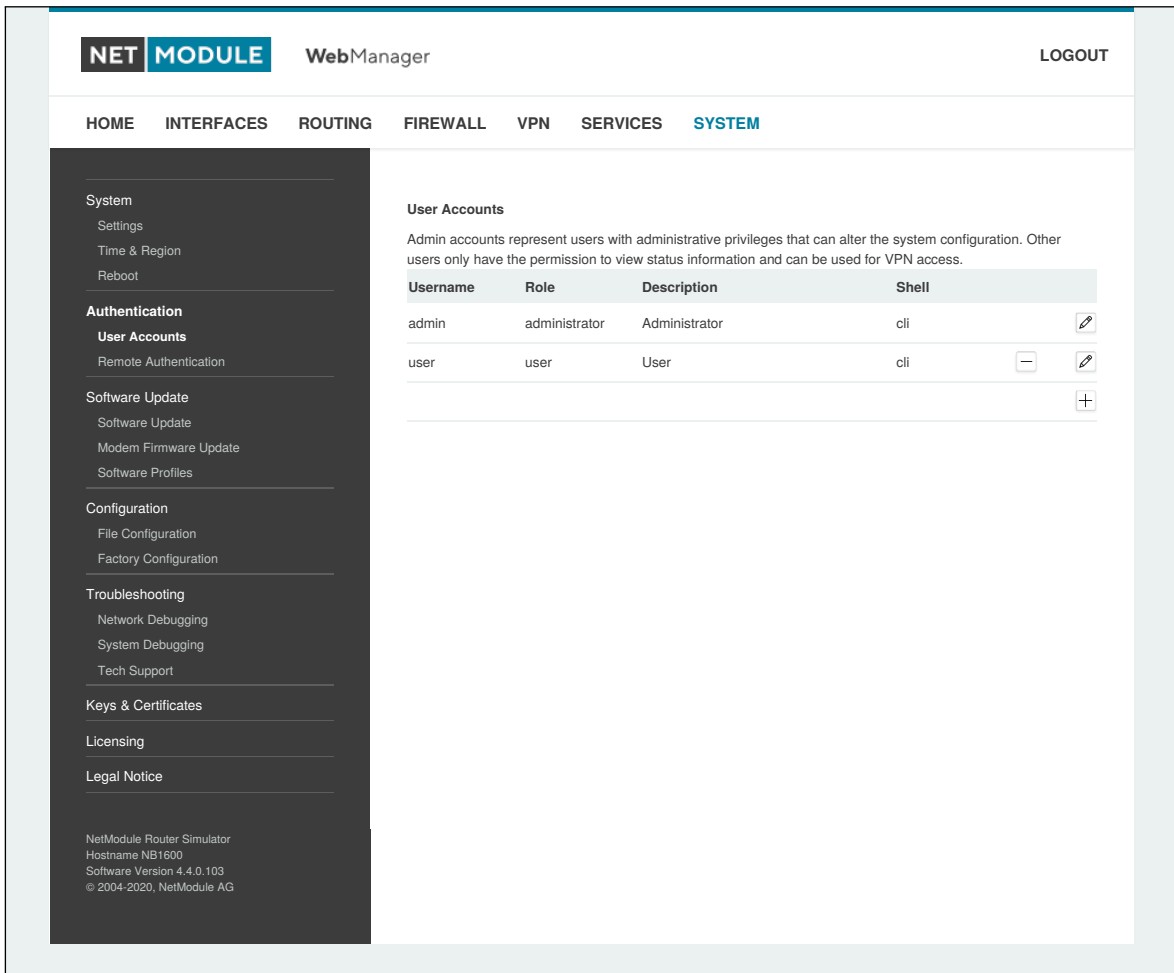 NET MODULE WebManager LOGOUT
HOME INTERFACES ROUTING FIREWALL VPN SERVICES SYSTEM
System
Settings
Time & Region
Reboot
Authentication
User Accounts
Remote Authentication
Software Update
Software Update
Modem Firmware Update
Software Profiles
Configuration
File Configuration
Factory Configuration
Troubleshooting
Network Debugging
System Debugging
Tech Support
Keys & Certificates
Licensing
Legal Notice
NetModule Router Simulator
Hostname NB1600
Software Version 4.4.0.103
© 2004-2020, NetModule AG
User Accounts
Admin accounts represent users with administrative privileges that can alter the system configuration. Other
users only have the permission to view status information and can be used for VPN access.
Username Role Description Shell
admin administrator Administrator cli
user user User cli